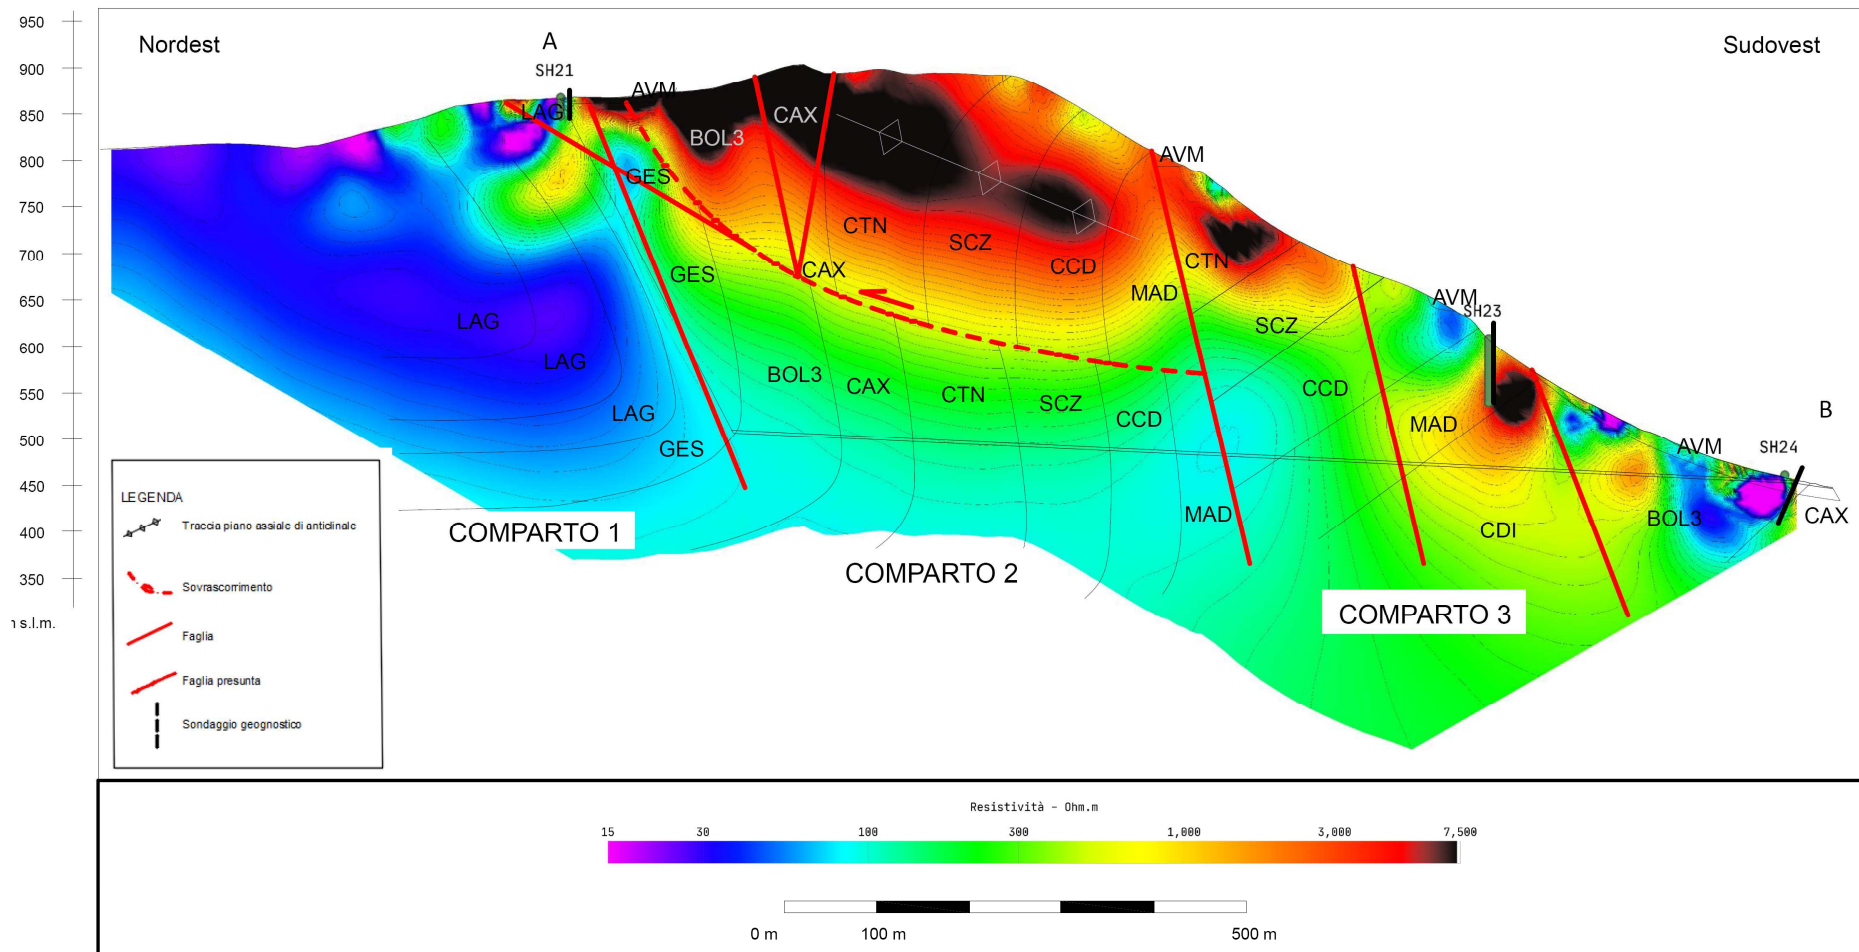 950
900
850
800
750
700
650
600
550
500
450
400
350
s.l.m.
Nordest
A
Sudovest
SH21
AVM
LAG
CAX
BOL3
GES
AVM
CTN
SCZ
CCD
CTN
GES
CAX
MAD
AVM
SH23
LAG
SCZ
LAG
BOL3
CAX
CTN
SCZ
CCD
CCD
LAG
MAD
B
GES
AVM
SH24
MAD
BOL3
CAX
CDI
COMPARTO 1
COMPARTO 2
COMPARTO 3
LEGENDA
Traccia piano assiale di anticlinale
Sovrascorrimento
Faglia
Faglia presunta
Sondaggio geognostico
Resistività - Ohm.m
15 30 100 300 1,000 3,000 7,500
0 m 100 m 500 m